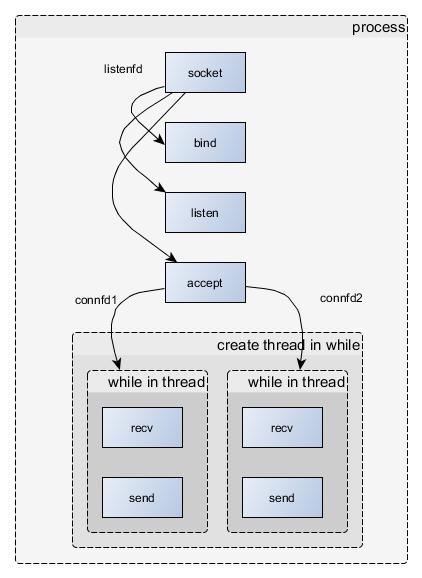 process
listenfd
socket
bind
listen
accept
connfd1
connfd2
create thread in while
while in thread
while in thread
recv
recv
send
send